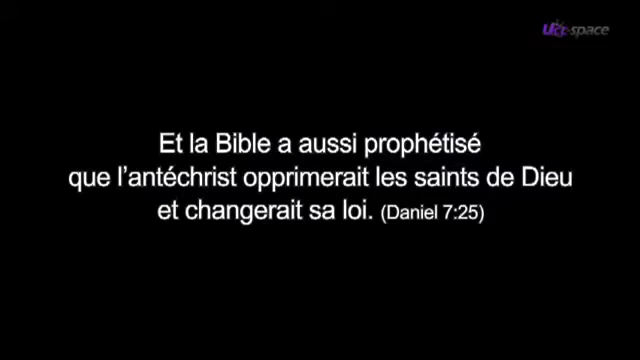 Et la Bible a aussi prophétisé
que l'antéchrist opprimerait les saints de Dieu
et changerait sa loi. (Daniel 7:25)